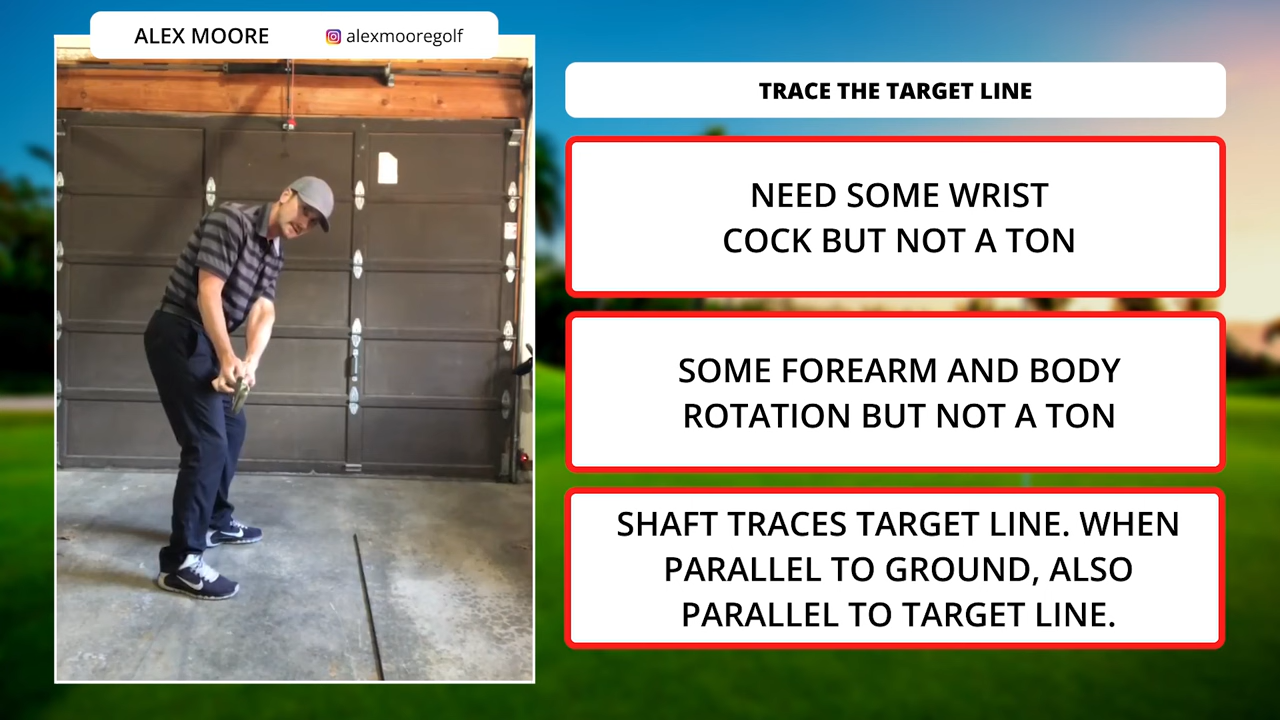 ALEX MOORE
alexmooregolf
TRACE THE TARGET LINE
NEED SOME WRIST
COCK BUT NOT A TON
SOME FOREARM AND BODY
ROTATION BUT NOT A TON
SHAFT TRACES TARGET LINE. WHEN
PARALLEL TO GROUND, ALSO
PARALLEL TO TARGET LINE.